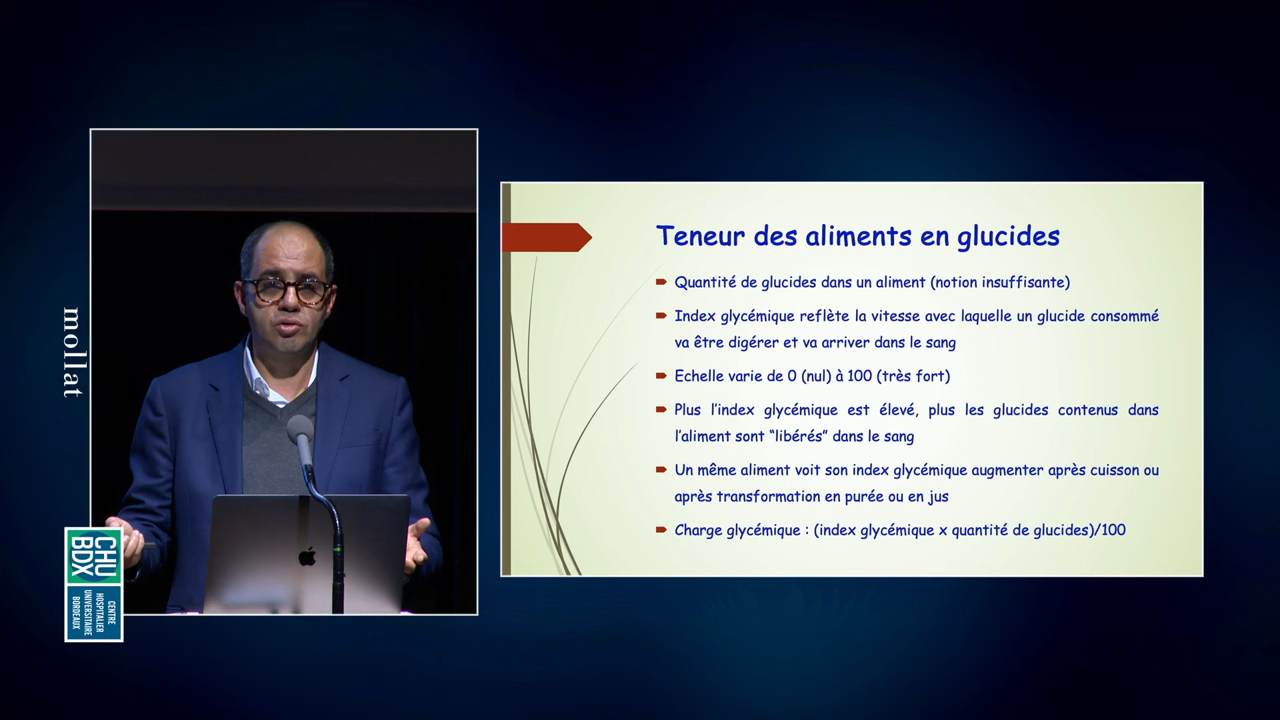 mollat
CHU
BDX
CENTRE
HOSPITALIER
UNIVERSITAIRE
BORDEAUX
Teneur des aliments en glucides
Quantité de glucides dans un aliment (notion insuffisante)
Index glycémique reflète la vitesse avec laquelle un glucide consommé
va être digérer et va arriver dans le sang
Echelle varie de 0 (nul) à 100 (très fort)
Plus l’index glycémique est élevé, plus les glucides contenus dans
l’aliment sont “libérés” dans le sang
Un même aliment voit son index glycémique augmenter après cuisson ou
après transformation en purée ou en jus
Charge glycémique : (index glycémique x quantité de glucides)/100